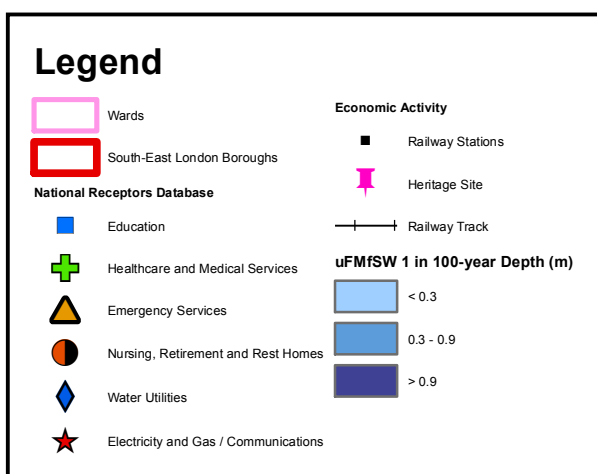 Legend
Wards
South-East London Boroughs
National Receptors Database
Education
Healthcare and Medical Services
Emergency Services
Nursing, Retirement and Rest Homes
Water Utilities
Electricity and Gas / Communications
Economic Activity
Railway Stations
Heritage Site
Railway Track
uFMfSW 1 in 100-year Depth (m)
< 0.3
0.3 - 0.9
> 0.9